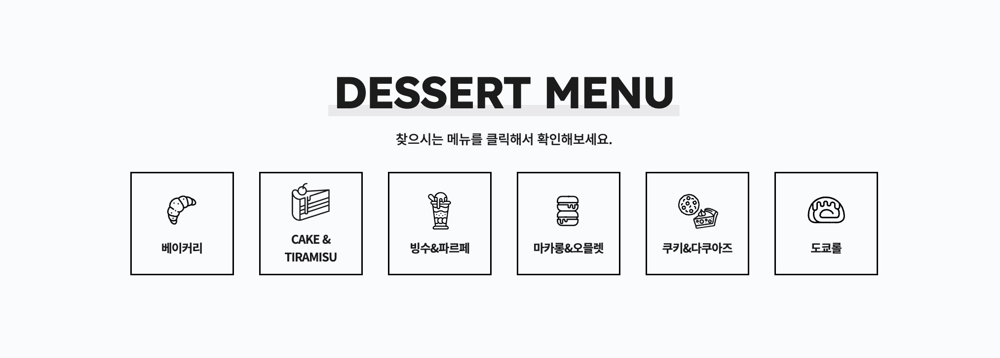 DESSERT MENU
찾으시는 메뉴를 클릭해서 확인해보세요.
베이커리
CAKE &
TIRAMISU
빙수&파르페
마카롱&오믈렛
쿠키&다쿠아즈
도쿄롤